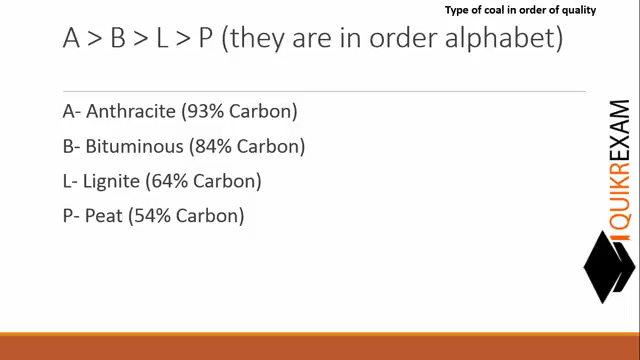 Type of coal in order of quality
A > B > L > P (they are in order alphabet)
A- Anthracite (93% Carbon)
B- Bituminous (84% Carbon)
L- Lignite (64% Carbon)
P- Peat (54% Carbon)
QUIKREXAM